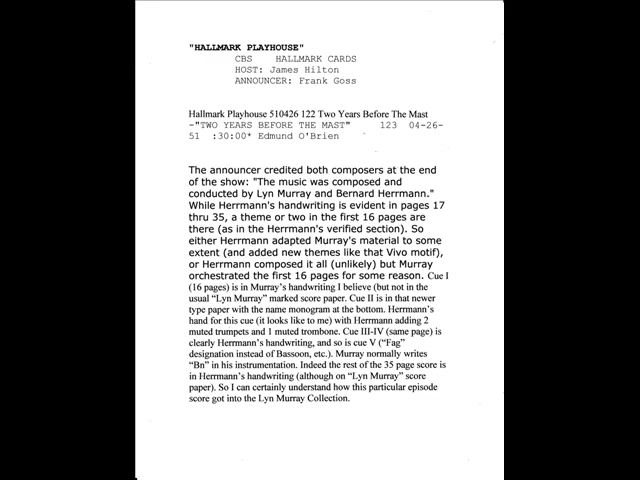 "HALLMARK PLAYHOUSE"
CBS HALLMARK CARDS
HOST: James Hilton
ANNOUNCER: Frank Goss
Hallmark Playhouse 510426 122 Two Years Before The Mast
-"TWO YEARS BEFORE THE MAST" 123 04-26-
51 :30:00* Edmund O'Brien
The announcer credited both composers at the end
of the show: "The music was composed and
conducted by Lyn Murray and Bernard Herrmann."
While Herrmann's handwriting is evident in pages 17
thru 35, a theme or two in the first 16 pages are
there (as in the Herrmann's verified section). So
either Herrmann adapted Murray's material to some
extent (and added new themes like that Vivo motif),
or Herrmann composed it all (unlikely) but Murray
orchestrated the first 16 pages for some reason. Cue I
(16 pages) is in Murray's handwriting I believe (but not in the
usual “Lyn Murray” marked score paper. Cue II is in that newer
type paper with the name monogram at the bottom. Herrmann's
hand for this cue (it looks like to me) with Herrmann adding 2
muted trumpets and 1 muted trombone. Cue III-IV (same page) is
clearly Herrmann's handwriting, and so is cue V (“Fag”
designation instead of Bassoon, etc.). Murray normally writes
“Bn” in his instrumentation. Indeed the rest of the 35 page score is
in Herrmann's handwriting (although on “Lyn Murray” score
paper). So I can certainly understand how this particular episode
score got into the Lyn Murray Collection.